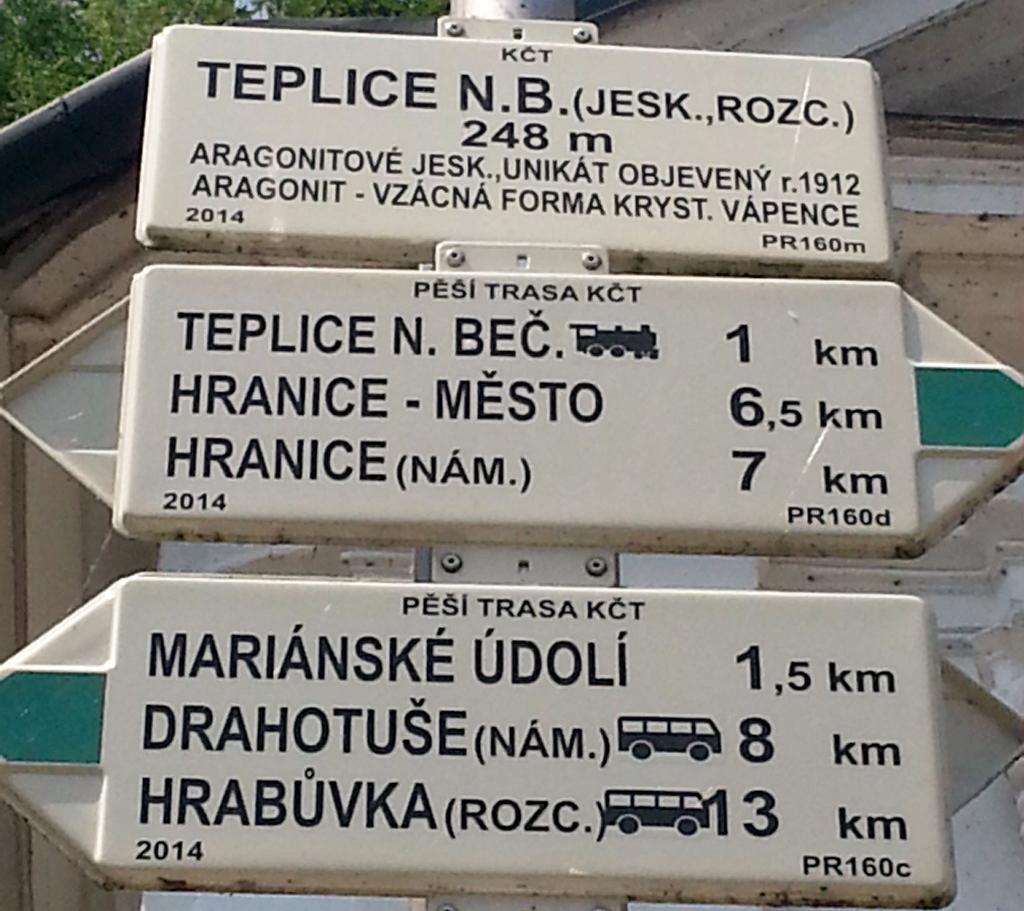 KČT
TEPLICE N.B.(JESK.,ROZC.)
248 m
ARAGONITOVÉ JESK.,UNIKÁT OBJEVENÝ r.1912
ARAGONIT - VZÁCNÁ FORMA KRYST. VÁPENCE
2014 PR160m
PĚŠÍ TRASA KČT
TEPLICE N. BEČ. 1 km
HRANICE - MĚSTO 6,5 km
HRANICE (NÁM.) 7 km
2014 PR160d
PĚŠÍ TRASA KČT
MARIÁNSKÉ ÚDOLÍ 1,5 km
DRAHOTUŠE (NÁM.) 8 km
HRABŮVKA (ROZC.) 13 km
2014 PR160c